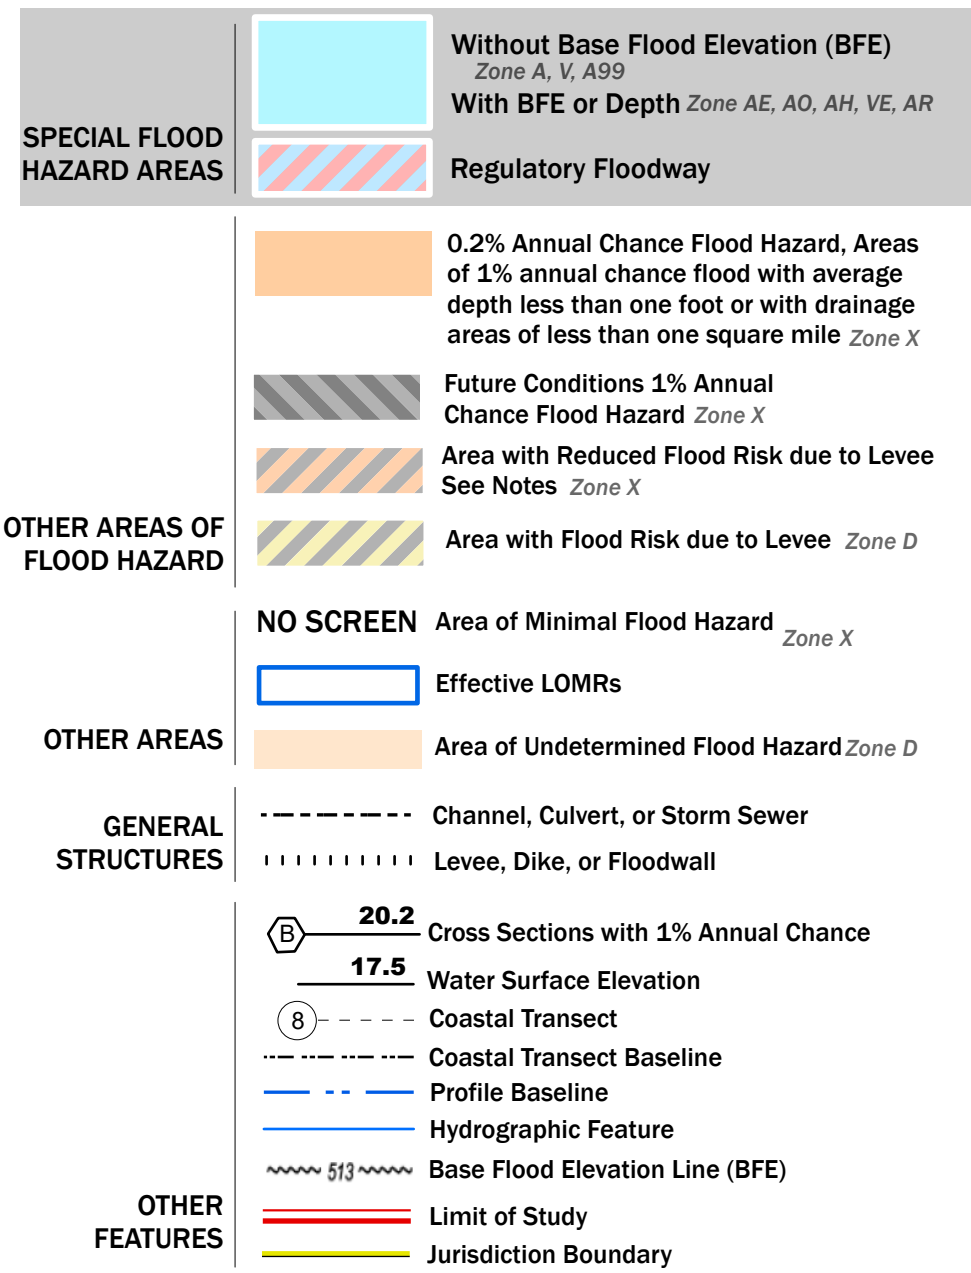 SPECIAL FLOOD
HAZARD AREAS
Without Base Flood Elevation (BFE)
Zone A, V, A99
With BFE or Depth Zone AE, AO, AH, VE, AR
Regulatory Floodway
OTHER AREAS OF
FLOOD HAZARD
0.2% Annual Chance Flood Hazard, Areas
of 1% annual chance flood with average
depth less than one foot or with drainage
areas of less than one square mile Zone X
Future Conditions 1% Annual
Chance Flood Hazard Zone X
Area with Reduced Flood Risk due to Levee
See Notes Zone X
Area with Flood Risk due to Levee Zone D
OTHER AREAS
NO SCREEN Area of Minimal Flood Hazard Zone X
Effective LOMRs
Area of Undetermined Flood Hazard Zone D
GENERAL
STRUCTURES
Channel, Culvert, or Storm Sewer
Levee, Dike, or Floodwall
OTHER
FEATURES
B 20.2 Cross Sections with 1% Annual Chance
17.5 Water Surface Elevation
8 Coastal Transect
Coastal Transect Baseline
Profile Baseline
Hydrographic Feature
513 Base Flood Elevation Line (BFE)
Limit of Study
Jurisdiction Boundary